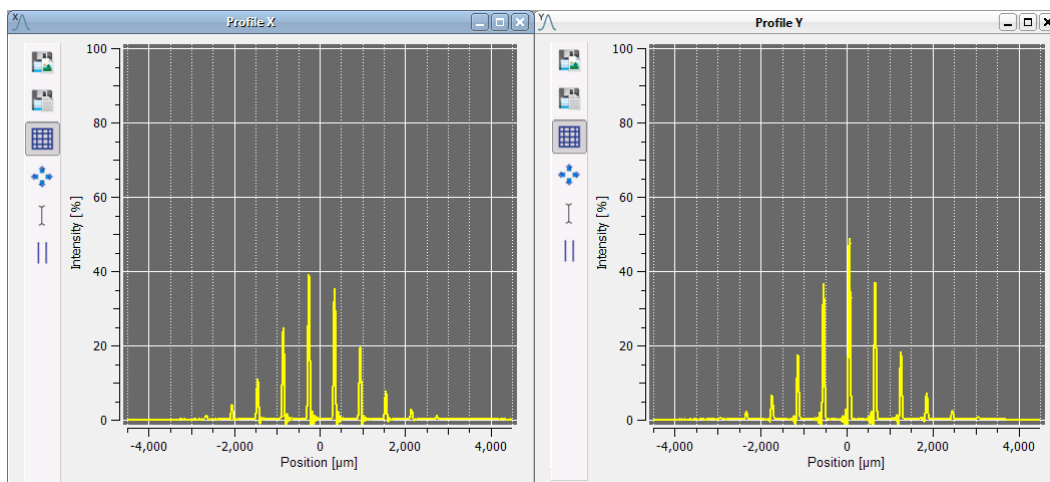 X
Profile X
100
80
60
40
20
0
Intensity [%]
-4,000
-2,000
0
2,000
4,000
Position [µm]
Y
Profile Y
100
80
60
40
20
0
Intensity [%]
-4,000
-2,000
0
2,000
4,000
Position [µm]